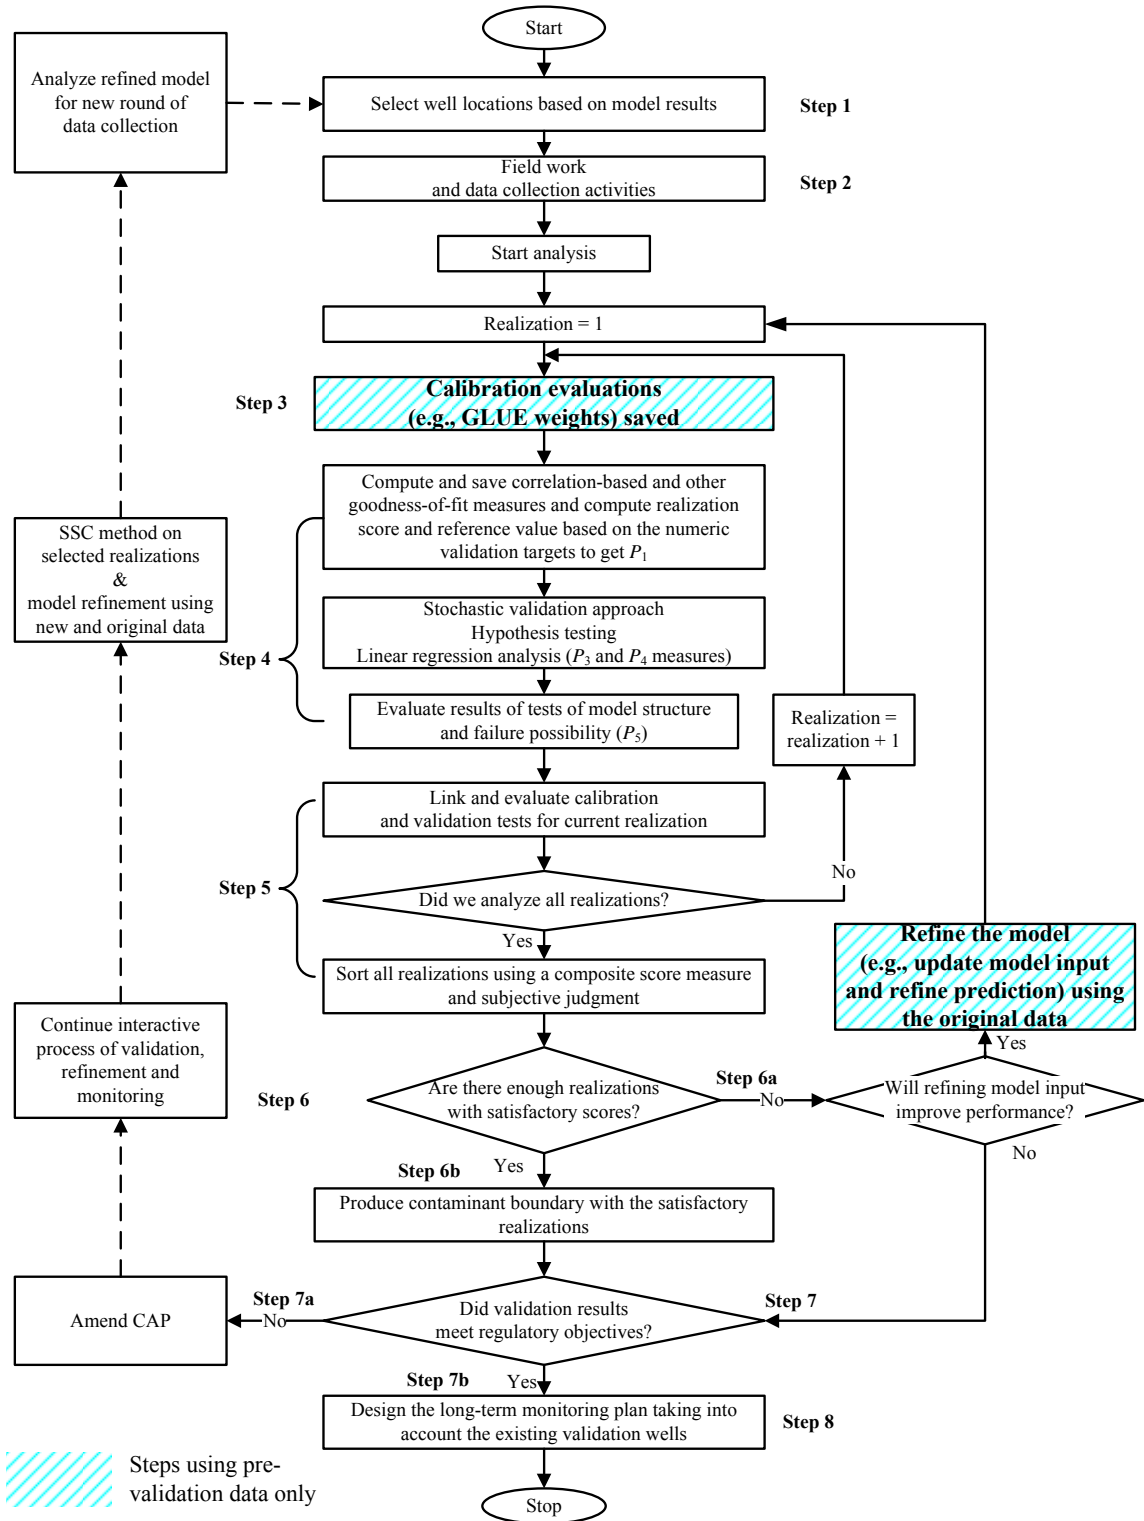 Start
Analyze refined model
for new round of
data collection
Select well locations based on model results
Step 1
Field work
and data collection activities
Step 2
Start analysis
Realization = 1
Step 3
Calibration evaluations
(e.g., GLUE weights) saved
Compute and save correlation-based and other
goodness-of-fit measures and compute realization
score and reference value based on the numeric
validation targets to get P1
SSC method on
selected realizations
&
model refinement using
new and original data
Step 4
Stochastic validation approach
Hypothesis testing
Linear regression analysis (P3 and P4 measures)
Evaluate results of tests of model structure
and failure possibility (P5)
Realization =
realization + 1
Link and evaluate calibration
and validation tests for current realization
No
Step 5
Did we analyze all realizations?
Yes
Sort all realizations using a composite score measure
and subjective judgment
Refine the model
(e.g., update model input
and refine prediction) using
the original data
Continue interactive
process of validation,
refinement and
monitoring
Step 6
Are there enough realizations
with satisfactory scores?
Step 6a
No
Yes
Will refining model input
improve performance?
No
Step 6b
Yes
Produce contaminant boundary with the satisfactory
realizations
Amend CAP
Step 7a
No
Did validation results
meet regulatory objectives?
Step 7
Step 7b
Yes
Design the long-term monitoring plan taking into
account the existing validation wells
Step 8
Steps using pre-
validation data only
Stop